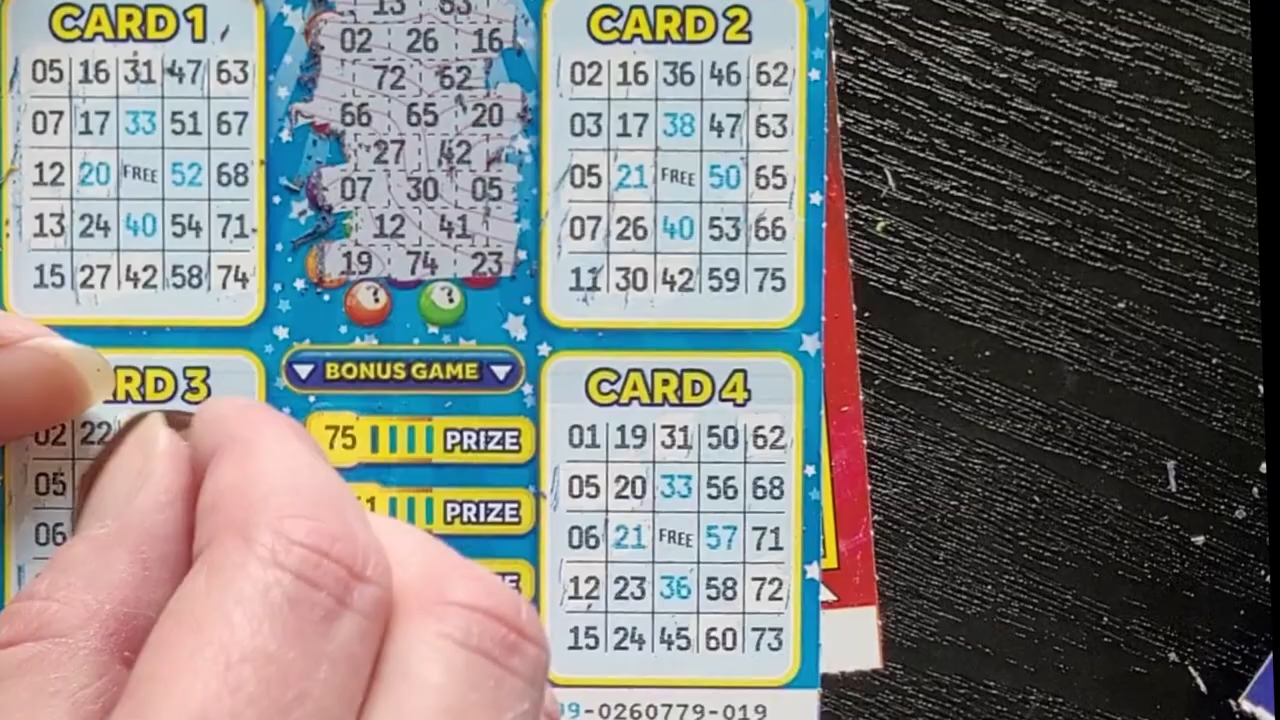 CARD 1
05 16 31 47 63
07 17 33 51 67
12 20 FREE 52 68
13 24 40 54 71
15 27 42 58 74
02 26 16
72 62
66 65 20
27 42
07 30 05
12 41
19 74 23
? ?
CARD 2
02 16 36 46 62
03 17 38 47 63
05 21 FREE 50 65
07 26 40 53 66
11 30 42 59 75
RD 3
02 22
05
06
BONUS GAME
75 PRIZE
1 PRIZE
CARD 4
01 19 31 50 62
05 20 33 56 68
06 21 FREE 57 71
12 23 36 58 72
15 24 45 60 73
9-0260779-019